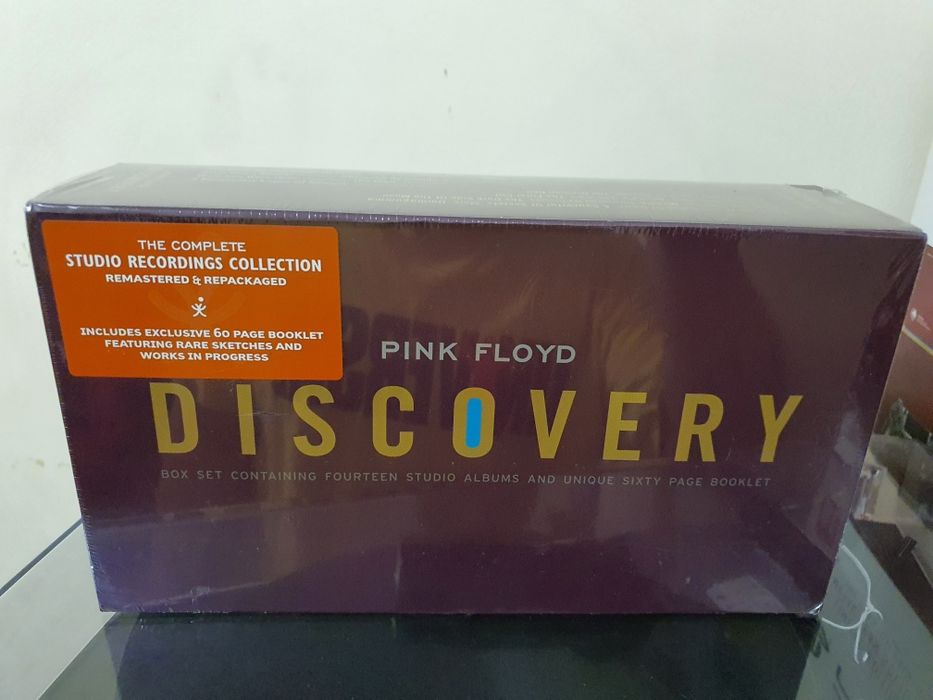 THE COMPLETE
STUDIO RECORDINGS COLLECTION
REMASTERED & REPACKAGED
INCLUDES EXCLUSIVE 60 PAGE BOOKLET
FEATURING RARE SKETCHES AND
WORKS IN PROGRESS
PINK FLOYD
DISCOVERY
BOX SET CONTAINING FOURTEEN STUDIO ALBUMS AND UNIQUE SIXTY PAGE BOOKLET